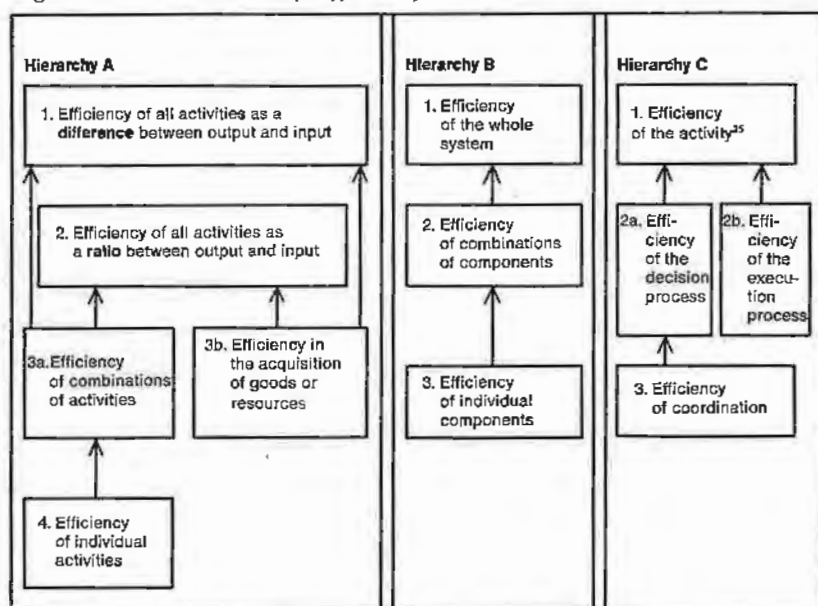 Hierarchy A
1. Efficiency of all activities as a
difference between output and input
2. Efficiency of all activities as
a ratio between output and input
3a. Efficiency
of combinations
of activities
3b. Efficiency in
the acquisition
of goods or
resources
4. Efficiency
of individual
activities
Hierarchy B
1. Efficiency
of the whole
system
2. Efficiency
of combinations
of components
3. Efficiency
of individual
components
Hierarchy C
1. Efficiency
of the activity²⁵
2a. Effi-
ciency
of the
decision
process
2b. Effi-
ciency
of the
execu-
tion
process
3. Efficiency
of coordination